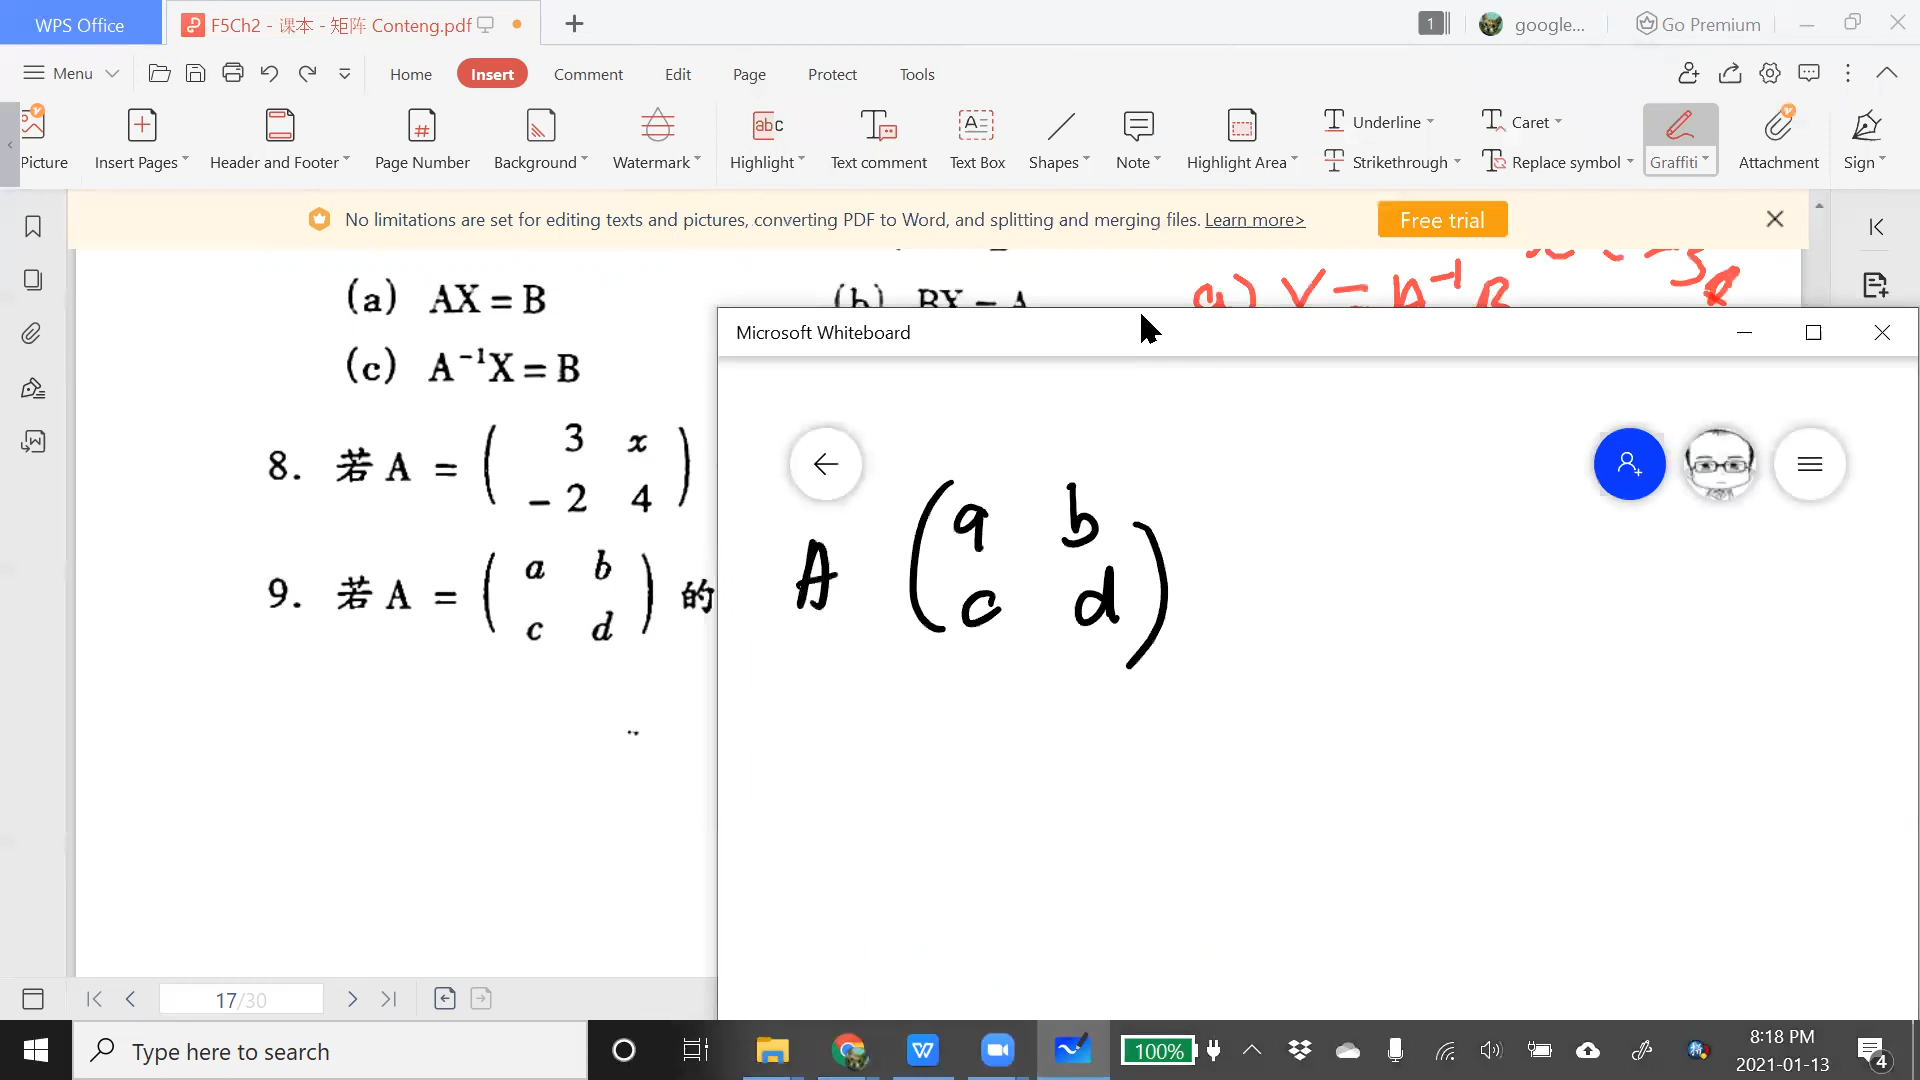 WPS Office
F5Ch2 - 课本 - 矩阵 Conteng.pdf
1
google...
Go Premium
Menu
Home
Insert
Comment
Edit
Page
Protect
Tools
Picture
Insert Pages
Header and Footer
Page Number
Background
Watermark
Highlight
Text comment
Text Box
Shapes
Note
Highlight Area
Underline
Strikethrough
Caret
Replace symbol
Graffiti
Attachment
Sign
No limitations are set for editing texts and pictures, converting PDF to Word, and splitting and merging files. Learn more>
Free trial
(a) AX = B
(b) BX = A
a) X = A⁻¹ B
(c) A⁻¹X = B
8. 若 A = ( 3 x
- 2 4 )
9. 若 A = ( a b
c d ) 的
Microsoft Whiteboard
A ( a b
c d )
17/30
Type here to search
100%
8:18 PM
2021-01-13
4